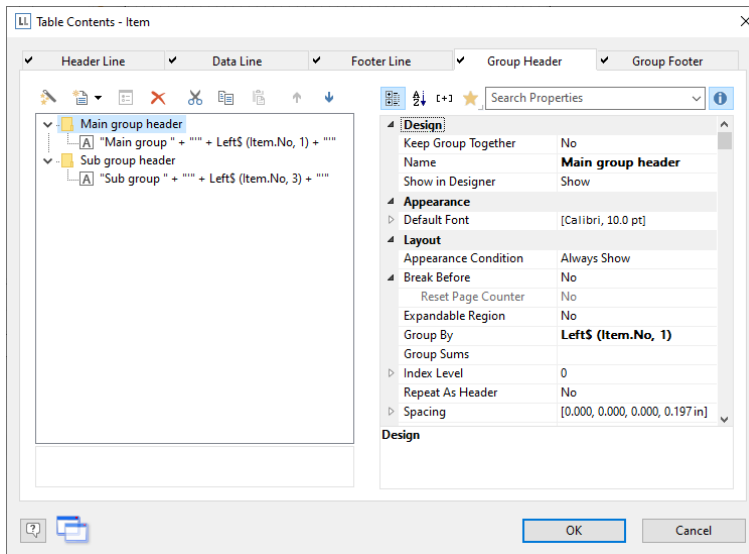 LL Table Contents - Item
Header Line Data Line Footer Line Group Header Group Footer
Search Properties
Main group header
"Main group " + "'" + Left$ (Item.No, 1) + "'"
Sub group header
"Sub group " + "'" + Left$ (Item.No, 3) + "'"
Design
Keep Group Together No
Name Main group header
Show in Designer Show
Appearance
Default Font [Calibri, 10.0 pt]
Layout
Appearance Condition Always Show
Break Before No
Reset Page Counter No
Expandable Region No
Group By Left$ (Item.No, 1)
Group Sums
Index Level 0
Repeat As Header No
Spacing [0.000, 0.000, 0.000, 0.197 in]
Design
OK Cancel